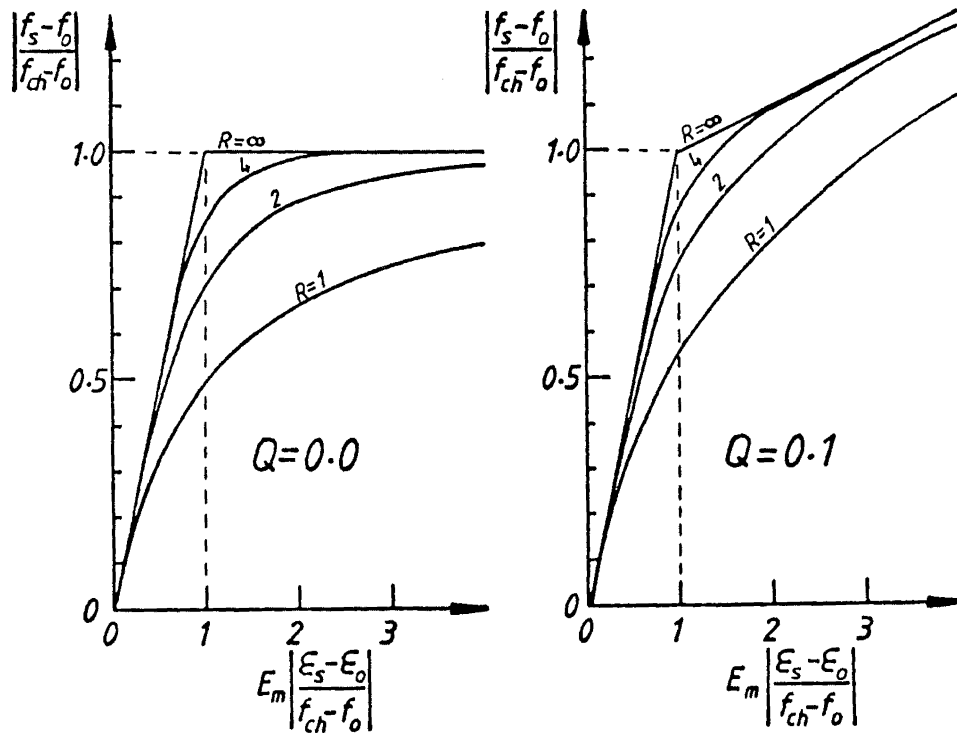 |f_s-f_o|
|f_ch-f_o|
1.0
0.5
0
0 1 2 3
R=∞
4
2
R=1
Q=0.0
E_m |ε_s-ε_o|
|f_ch-f_o|
|f_s-f_o|
|f_ch-f_o|
1.0
0.5
0
0 1 2 3
R=∞
4
2
R=1
Q=0.1
E_m |ε_s-ε_o|
|f_ch-f_o|